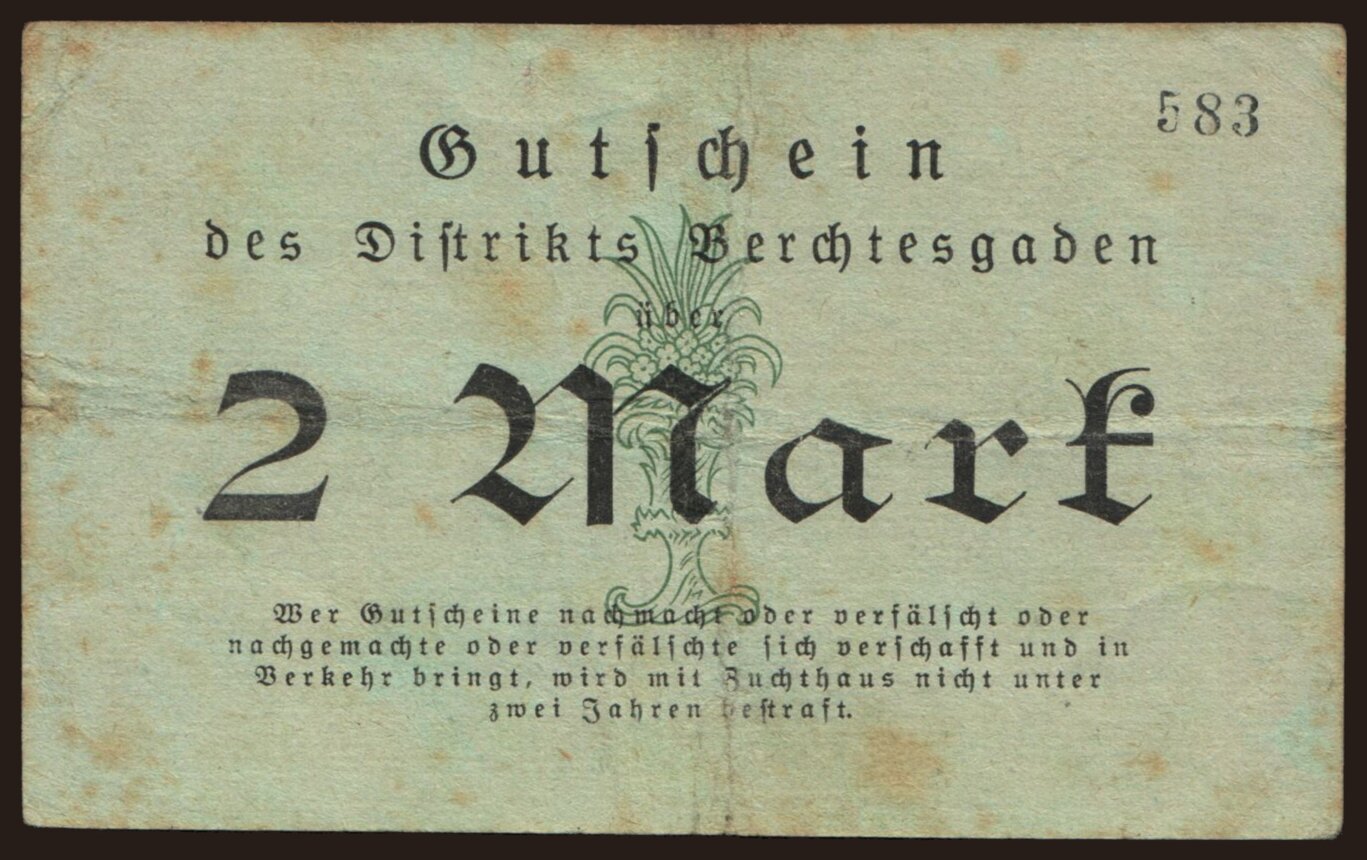 583
Gutschein
des Distrikts Berchtesgaden
über
2 Mark
Wer Gutscheine nachmacht oder verfälscht oder
nachgemachte oder verfälschte sich verschafft und in
Verkehr bringt, wird mit Zuchthaus nicht unter
zwei Jahren bestraft.